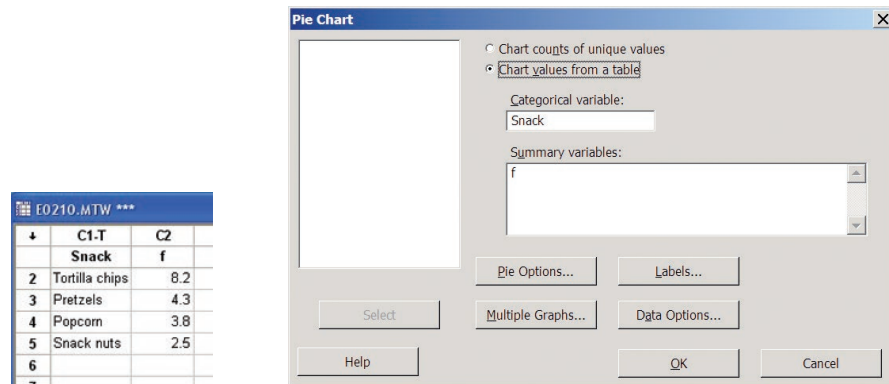 E0210.MTW ***
↓ C1-T C2
Snack f
2 Tortilla chips 8.2
3 Pretzels 4.3
4 Popcorn 3.8
5 Snack nuts 2.5
6
Pie Chart
Chart counts of unique values
Chart values from a table
Categorical variable:
Snack
Summary variables:
f
Pie Options... Labels...
Select Multiple Graphs... Data Options...
Help OK Cancel